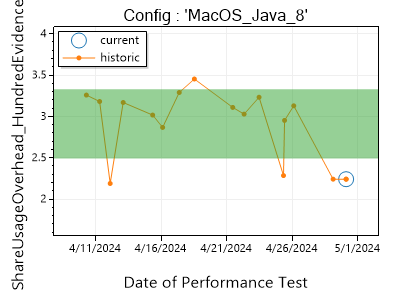 Config : 'MacOS_Java_8'
ShareUsageOverhead_HundredEvidence
current
historic
4
3.5
3
2.5
2
4/11/2024 4/16/2024 4/21/2024 4/26/2024 5/1/2024
Date of Performance Test